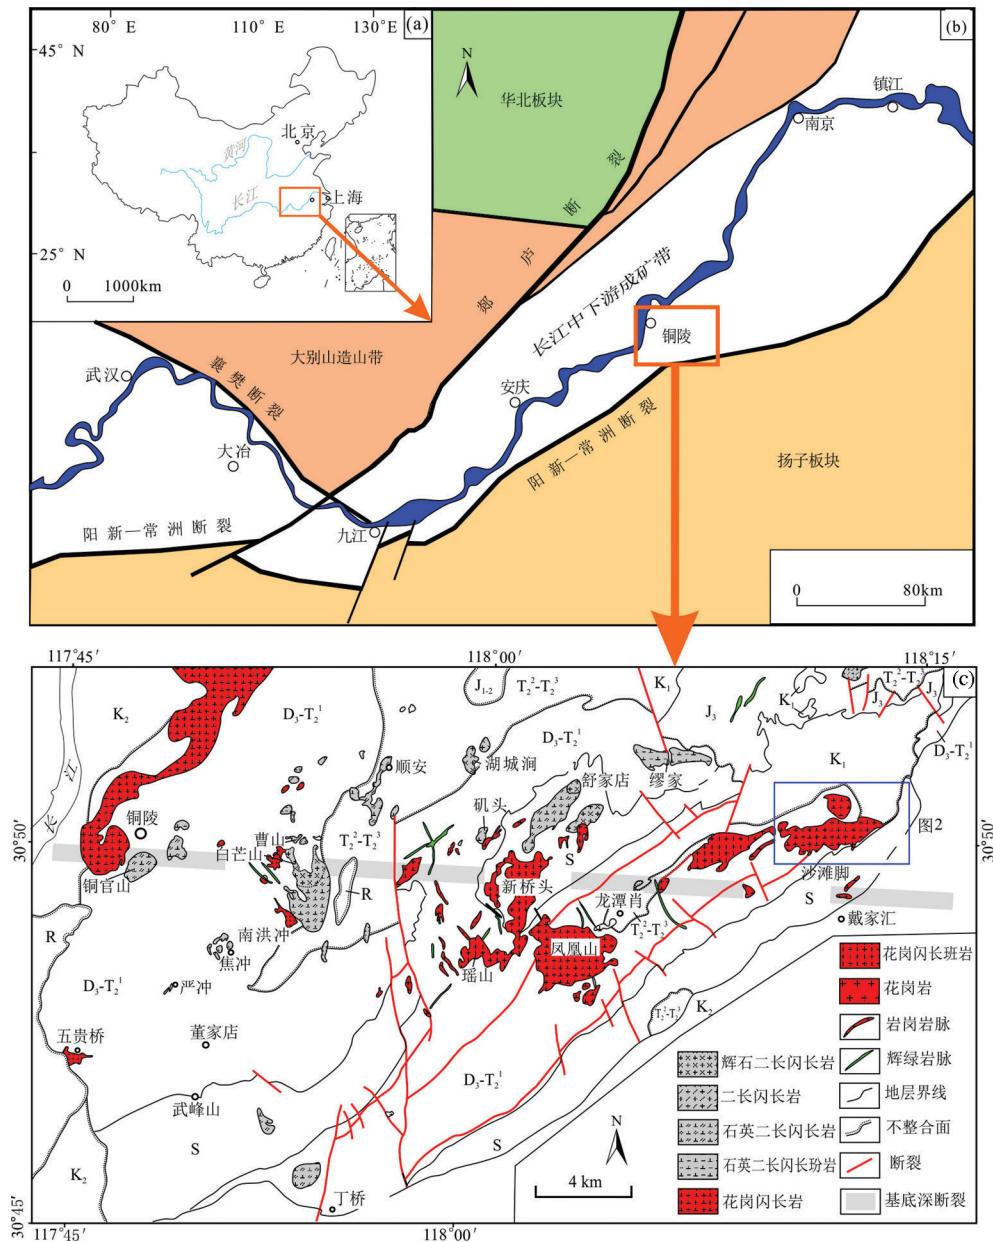 80° E
110° E
130° E
(a)
45° N
25° N
北京
黄河
长江
上海
0
1000km
(b)
N
华北板块
镇江
南京
郯庐断裂
长江中下游成矿带
大别山造山带
铜陵
武汉
襄樊断裂
安庆
大冶
阳新—常洲断裂
扬子板块
阳新—常洲断裂
九江
0
80km
117°45′
118°00′
118°15′
(c)
J₁₋₂
T₂²-T₂³
K₁
T₂²-T₂³
J₃
J₃
K₂
D₃-T₂¹
J₃
K₁
D₃-T₂¹
D₃-T₂¹
顺安
湖城涧
缪家
K₁
舒家店
长江
矶头
铜陵
30°50′
曹山
T₂²-T₂³
图2
30°50′
白芒山
S
铜官山
新桥头
沙滩脚
R
龙潭肖
S
戴家汇
R
南洪冲
T₂²-T₂³
凤凰山
焦冲
瑶山
花岗闪长班岩
D₃-T₂¹
严冲
花岗岩
T₂²-T₂³
K₂
岩岗岩脉
五贵桥
董家店
辉石二长闪长岩
辉绿岩脉
D₃-T₂¹
二长闪长岩
地层界线
武峰山
石英二长闪长岩
不整合面
N
S
S
石英二长闪长玢岩
断裂
K₂
4 km
花岗闪长岩
基底深断裂
丁桥
30°45′
30°45′
117°45′
118°00′